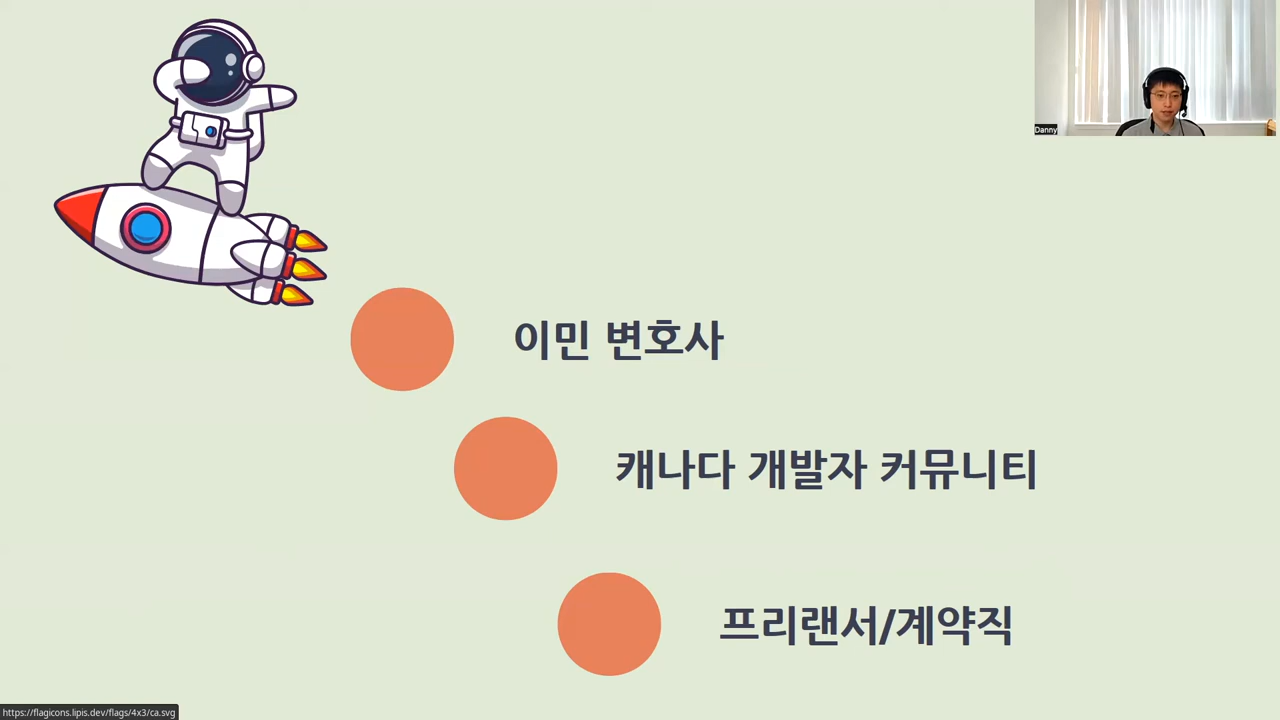 Danny
이민 변호사
캐나다 개발자 커뮤니티
프리랜서/계약직
https://flagicons.lipis.dev/flags/4x3/ca.svg